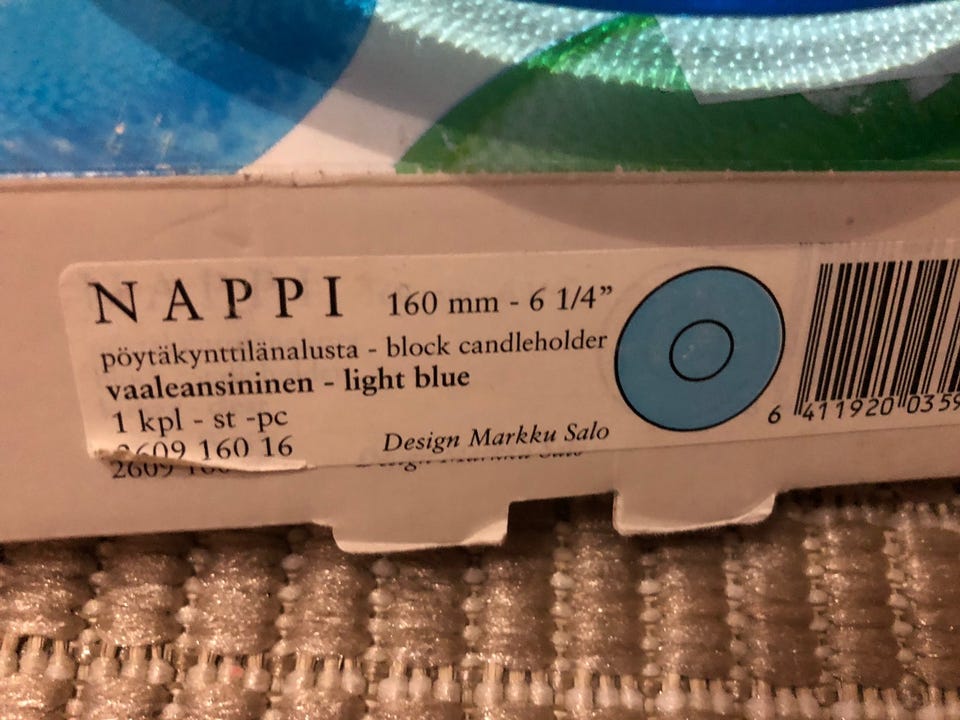 NAPPI 160 mm - 6 1/4”
pöytäkynttilänalusta - block candleholder
vaaleansininen - light blue
1 kpl - st -pc
2609 160 16
Design Markku Salo
2609
6 411920 0359